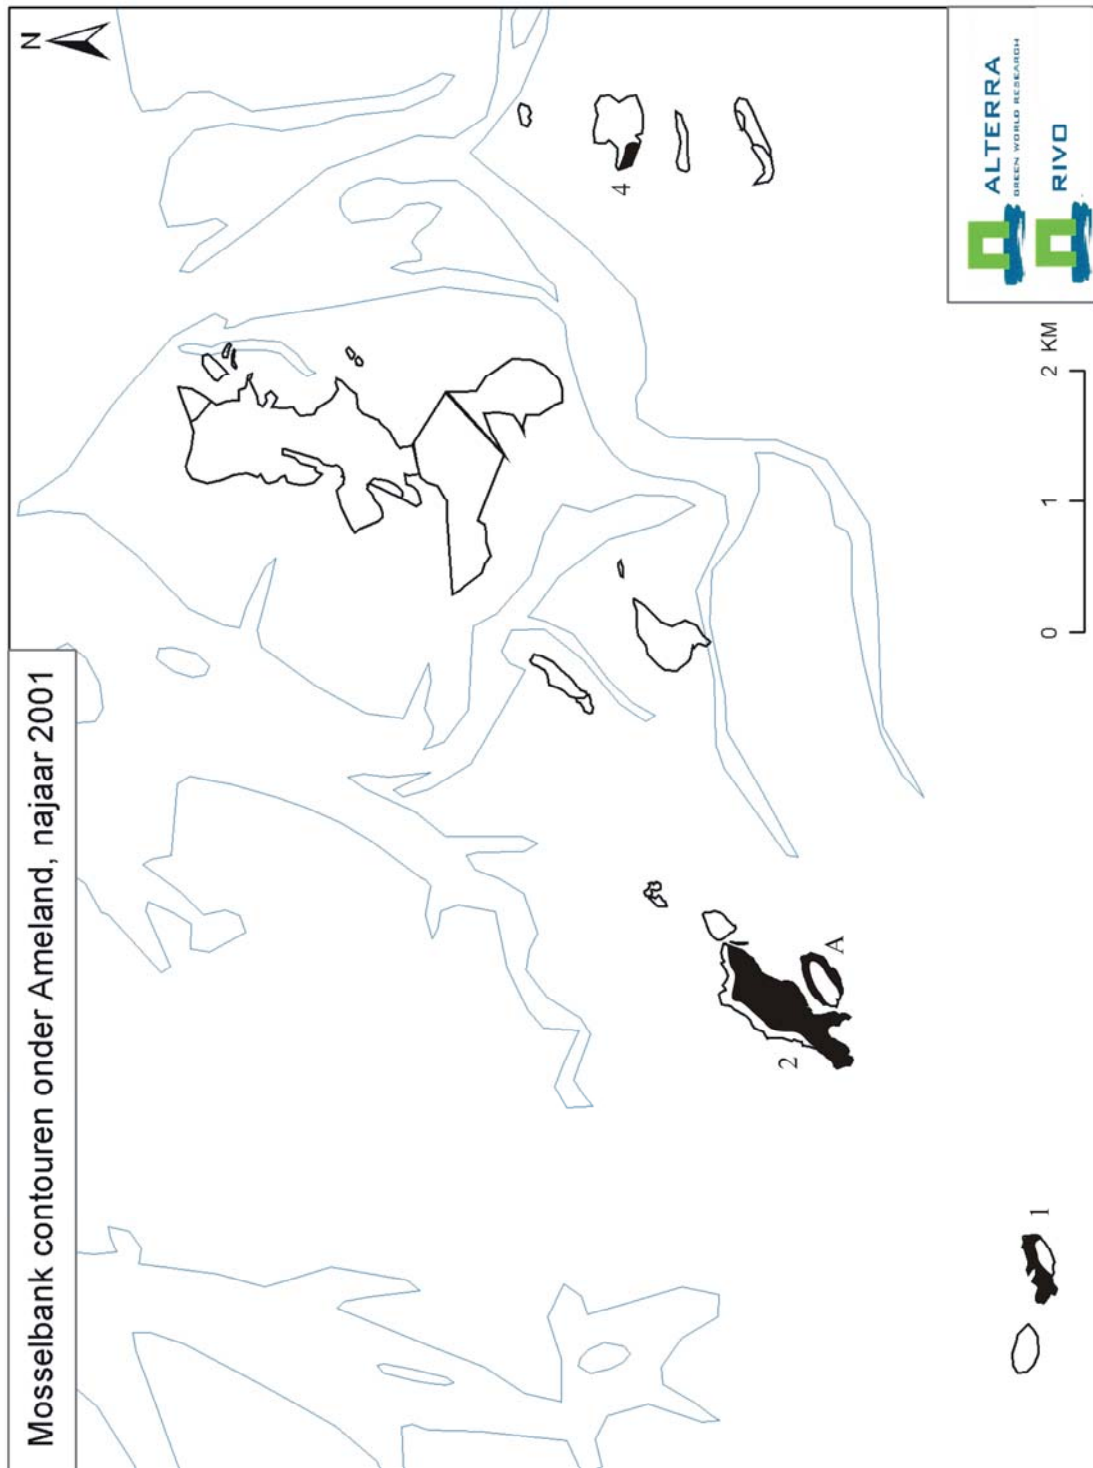 Mosselbank contouren onder Ameland, najaar 2001
N
4
2
A
1
0 1 2 KM
ALTERRA
GREEN WORLD RESEARCH
RIVO